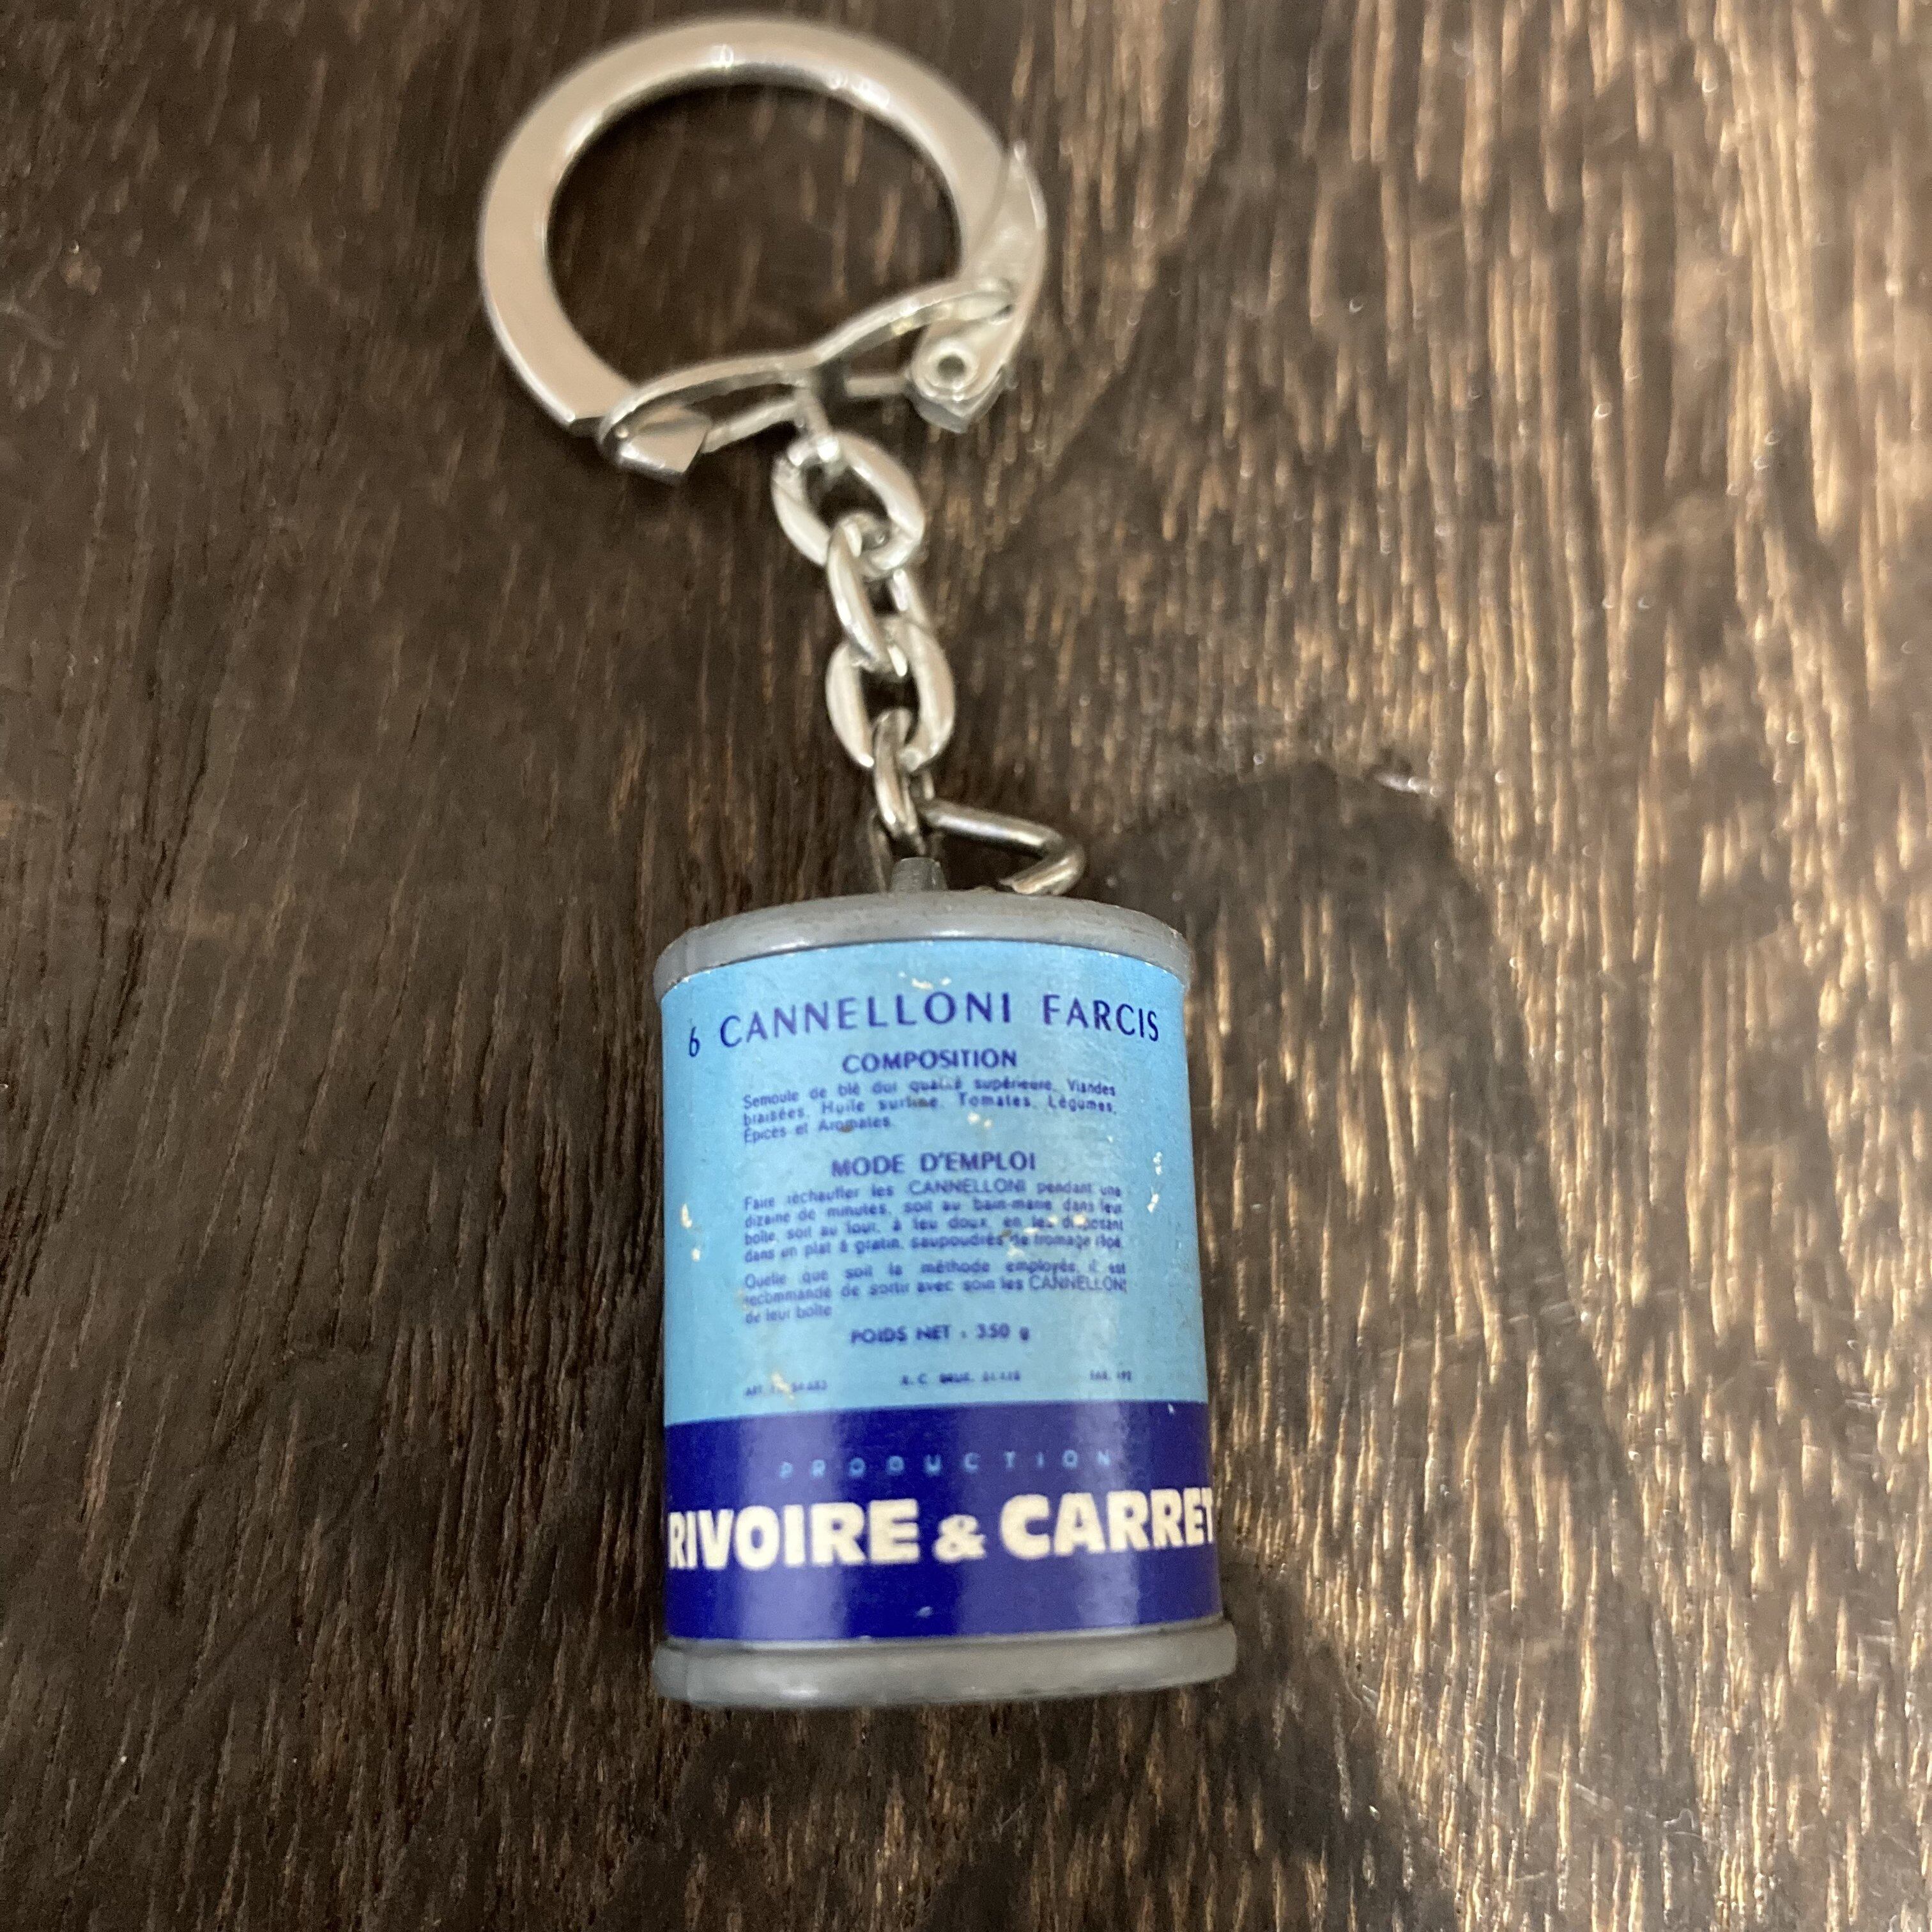 6 CANNELLONI FARCIS
COMPOSITION
Semoule de blé dur qualité supérieure, Viandes
braisées, Huile surfine, Tomates, Légumes,
Épices et Aromates.
MODE D'EMPLOI
Faire réchauffer les CANNELLONI pendant une
dizaine de minutes, soit au bain-marie dans leur
boîte, soit au four, à feu doux, en les disposant
dans un plat à gratin, saupoudrés de fromage râpé.
Quelle que soit la méthode employée, il est
recommandé de sortir avec soin les CANNELLONI
de leur boîte
POIDS NET : 350 g
R. C.
PRODUCTION
RIVOIRE & CARRET